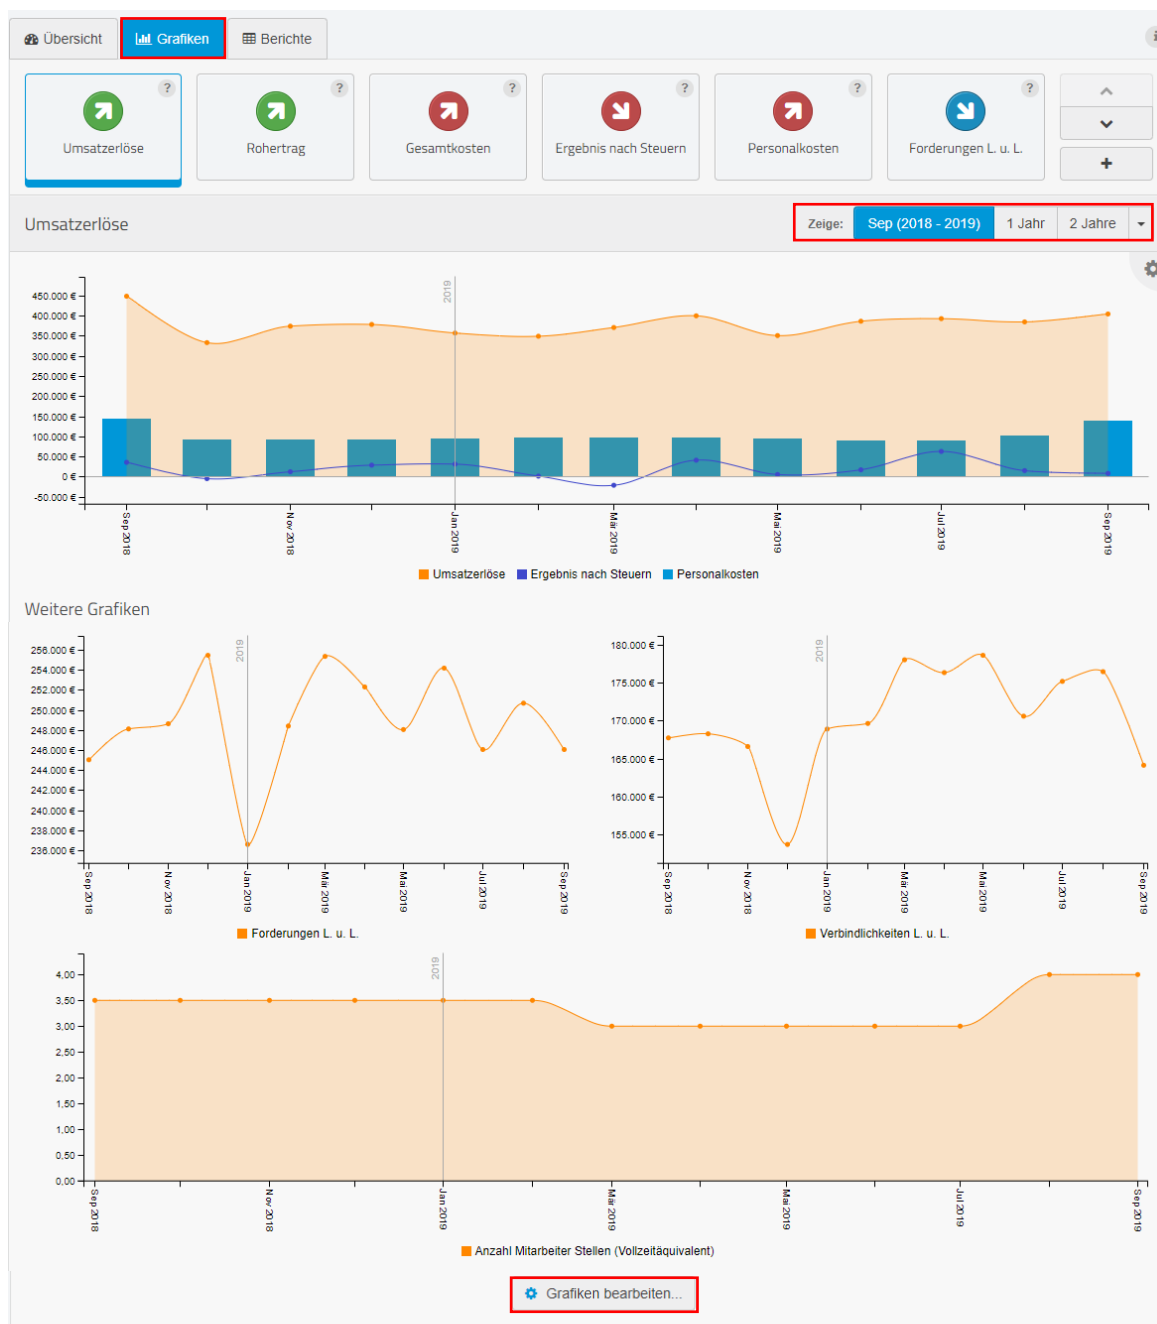 Übersicht Grafiken Berichte
? ? ? ? ? ?
Umsatzerlöse Rohertrag Gesamtkosten Ergebnis nach Steuern Personalkosten Forderungen L. u. L.
Umsatzerlöse Zeige: Sep (2018 - 2019) 1 Jahr 2 Jahre
2019
450.000 €
400.000 €
350.000 €
300.000 €
250.000 €
200.000 €
150.000 €
100.000 €
50.000 €
0 €
-50.000 €
Sep 2018 Nov 2018 Jan 2019 Mär 2019 Mai 2019 Jul 2019 Sep 2019
Umsatzerlöse Ergebnis nach Steuern Personalkosten
Weitere Grafiken
2019
256.000 €
254.000 €
252.000 €
250.000 €
248.000 €
246.000 €
244.000 €
242.000 €
240.000 €
238.000 €
236.000 €
Sep 2018 Nov 2018 Jan 2019 Mär 2019 Mai 2019 Jul 2019 Sep 2019
Forderungen L. u. L.
2019
180.000 €
175.000 €
170.000 €
165.000 €
160.000 €
155.000 €
Sep 2018 Nov 2018 Jan 2019 Mär 2019 Mai 2019 Jul 2019 Sep 2019
Verbindlichkeiten L. u. L.
2019
4,00
3,50
3,00
2,50
2,00
1,50
1,00
0,50
0,00
Sep 2018 Nov 2018 Jan 2019 Mär 2019 Mai 2019 Jul 2019 Sep 2019
Anzahl Mitarbeiter Stellen (Vollzeitäquivalent)
Grafiken bearbeiten...